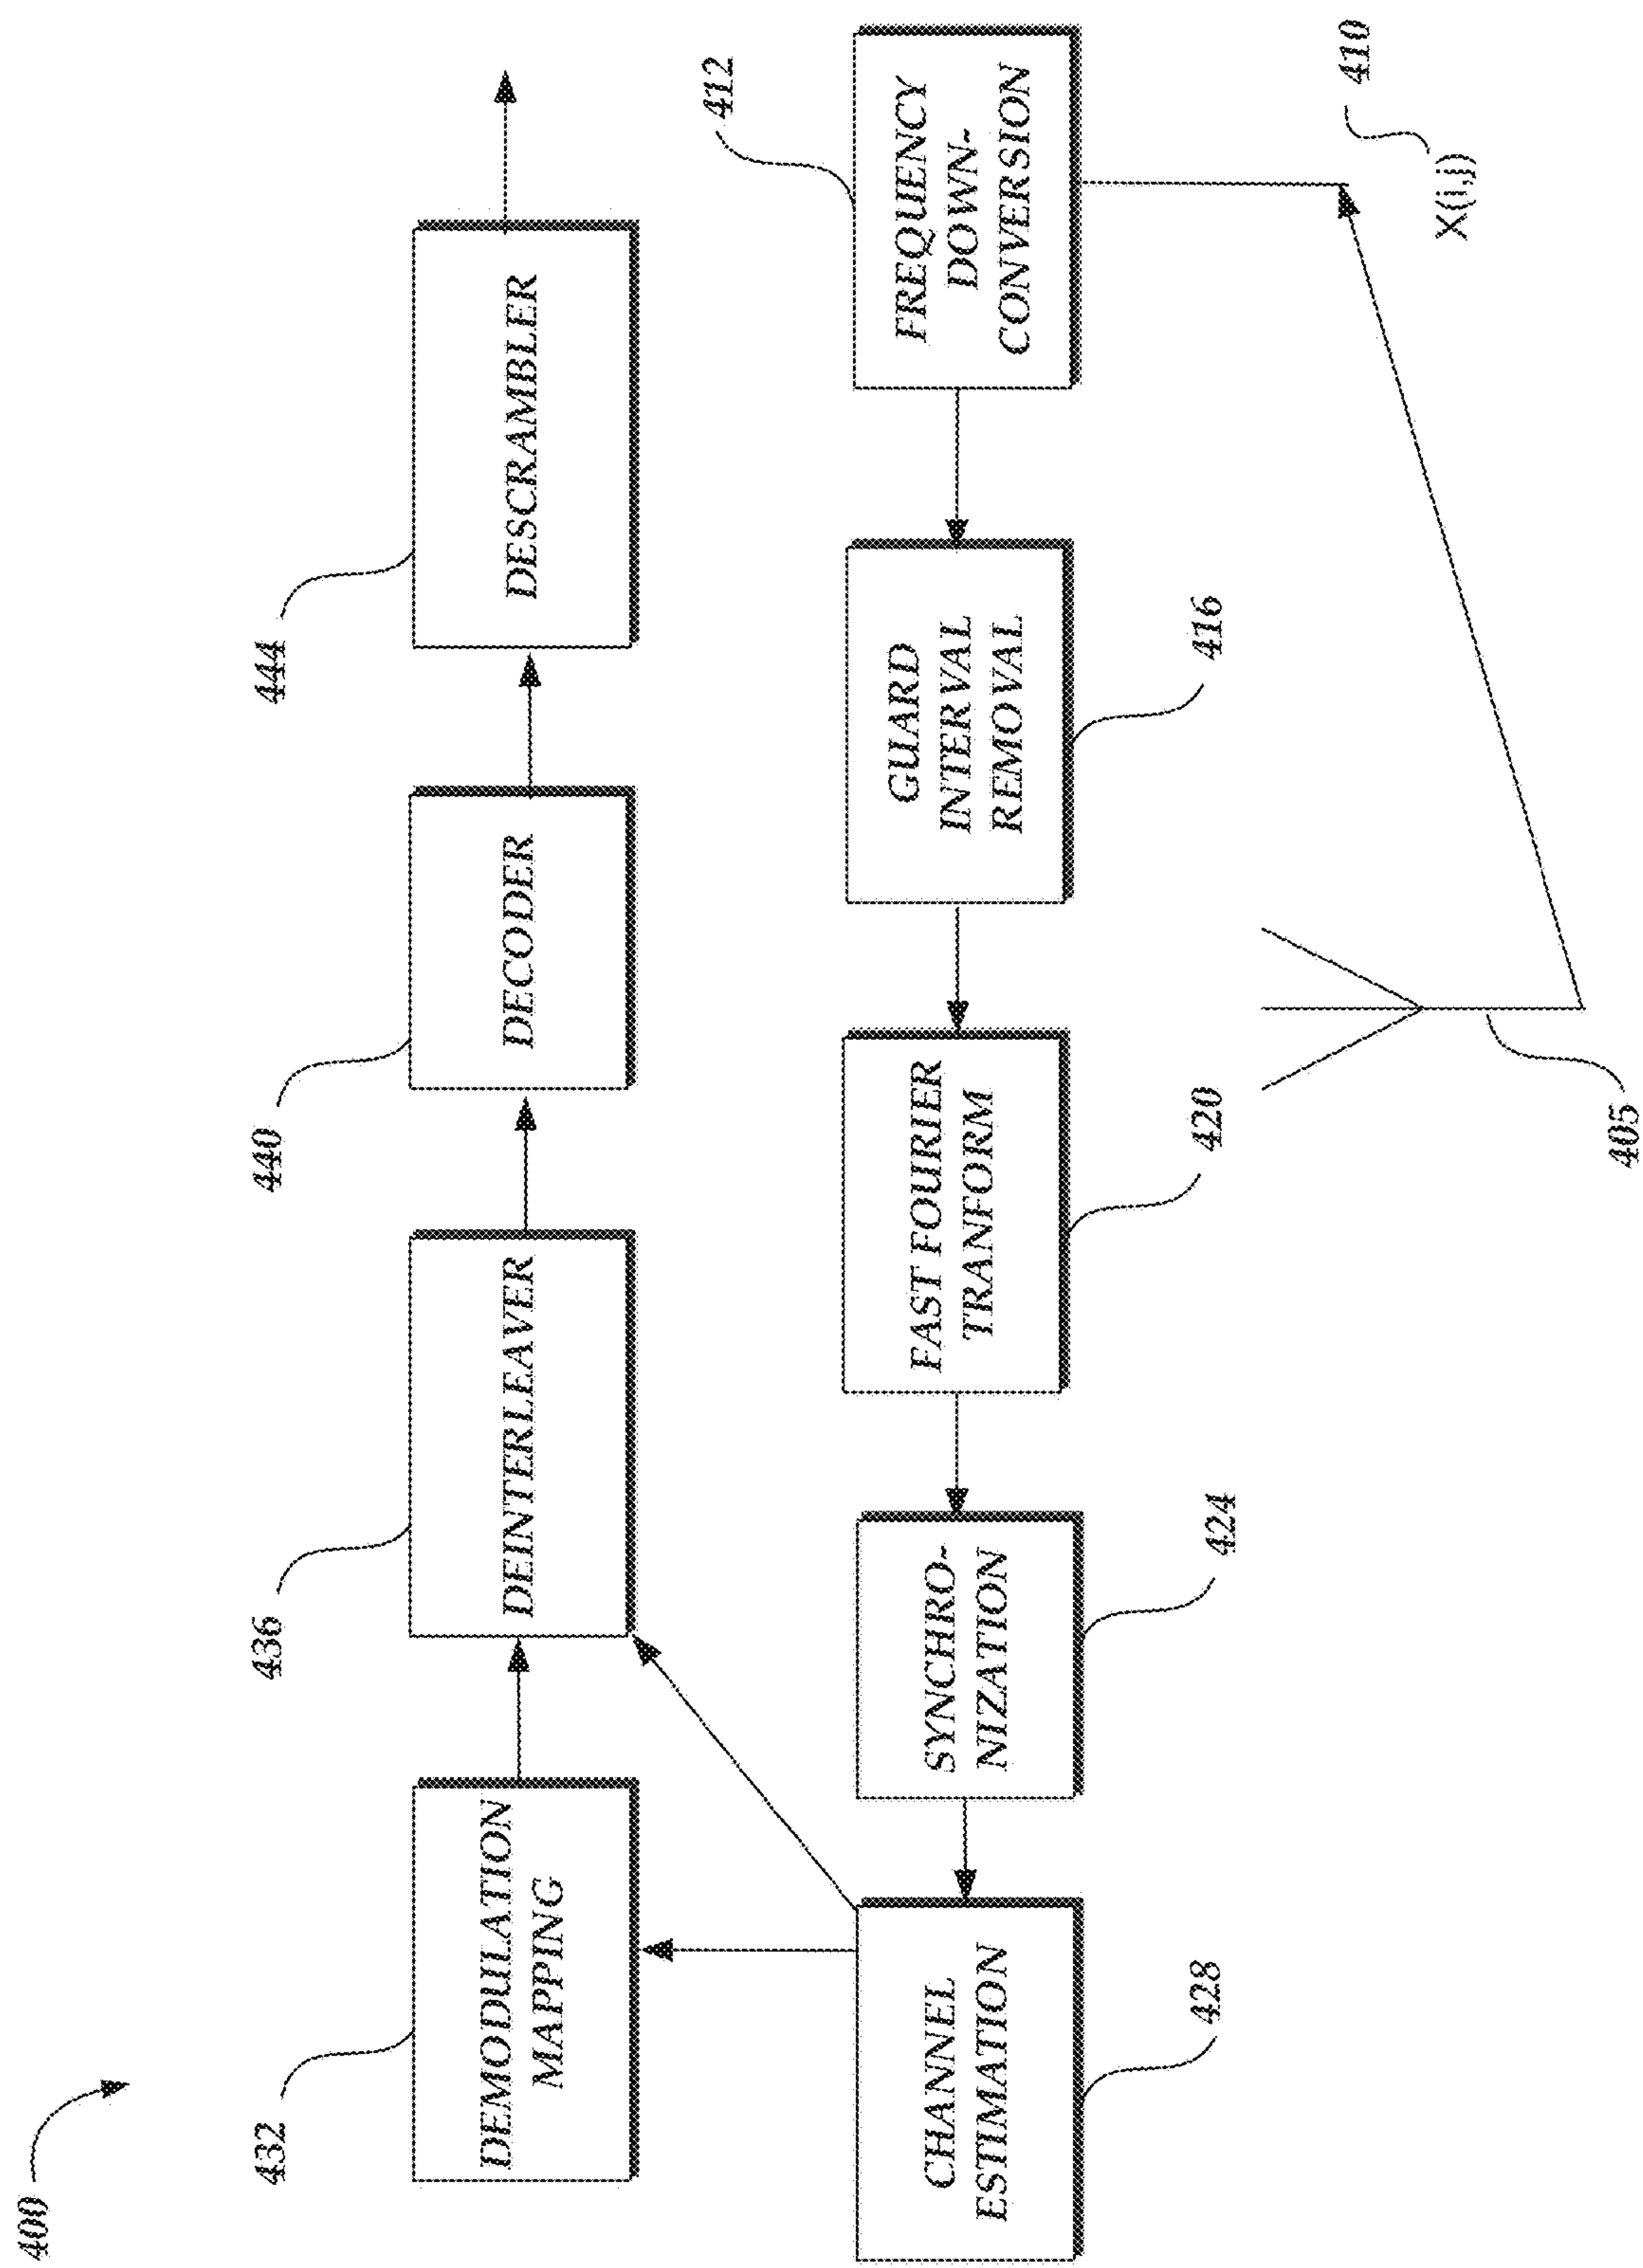 400
432
DEMODULATION
MAPPING
436
DEINTERLEAVER
440
DECODER
444
DESCRAMBLER
CHANNEL
ESTIMATION
428
SYNCHRO-
NIZATION
424
FAST FOURIER
TRANFORM
420
GUARD
INTERVAL
REMOVAL
416
412
FREQUENCY
DOWN-
CONVERSION
405
X(i,j)
410